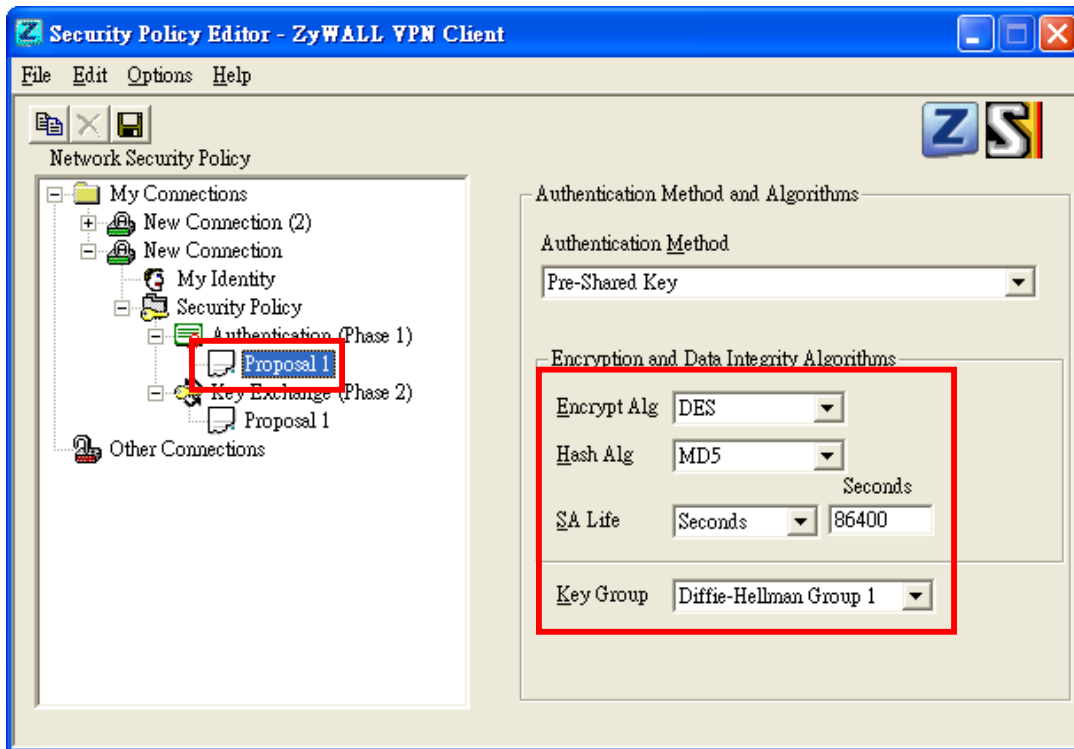 Security Policy Editor - ZyWALL VPN Client
File Edit Options Help
Network Security Policy
My Connections
New Connection (2)
New Connection
My Identity
Security Policy
Authentication (Phase 1)
Proposal 1
Key Exchange (Phase 2)
Proposal 1
Other Connections
Z S
Authentication Method and Algorithms
Authentication Method
Pre-Shared Key
Encryption and Data Integrity Algorithms
Encrypt Alg DES
Hash Alg MD5
Seconds
SA Life Seconds 86400
Key Group Diffie-Hellman Group 1